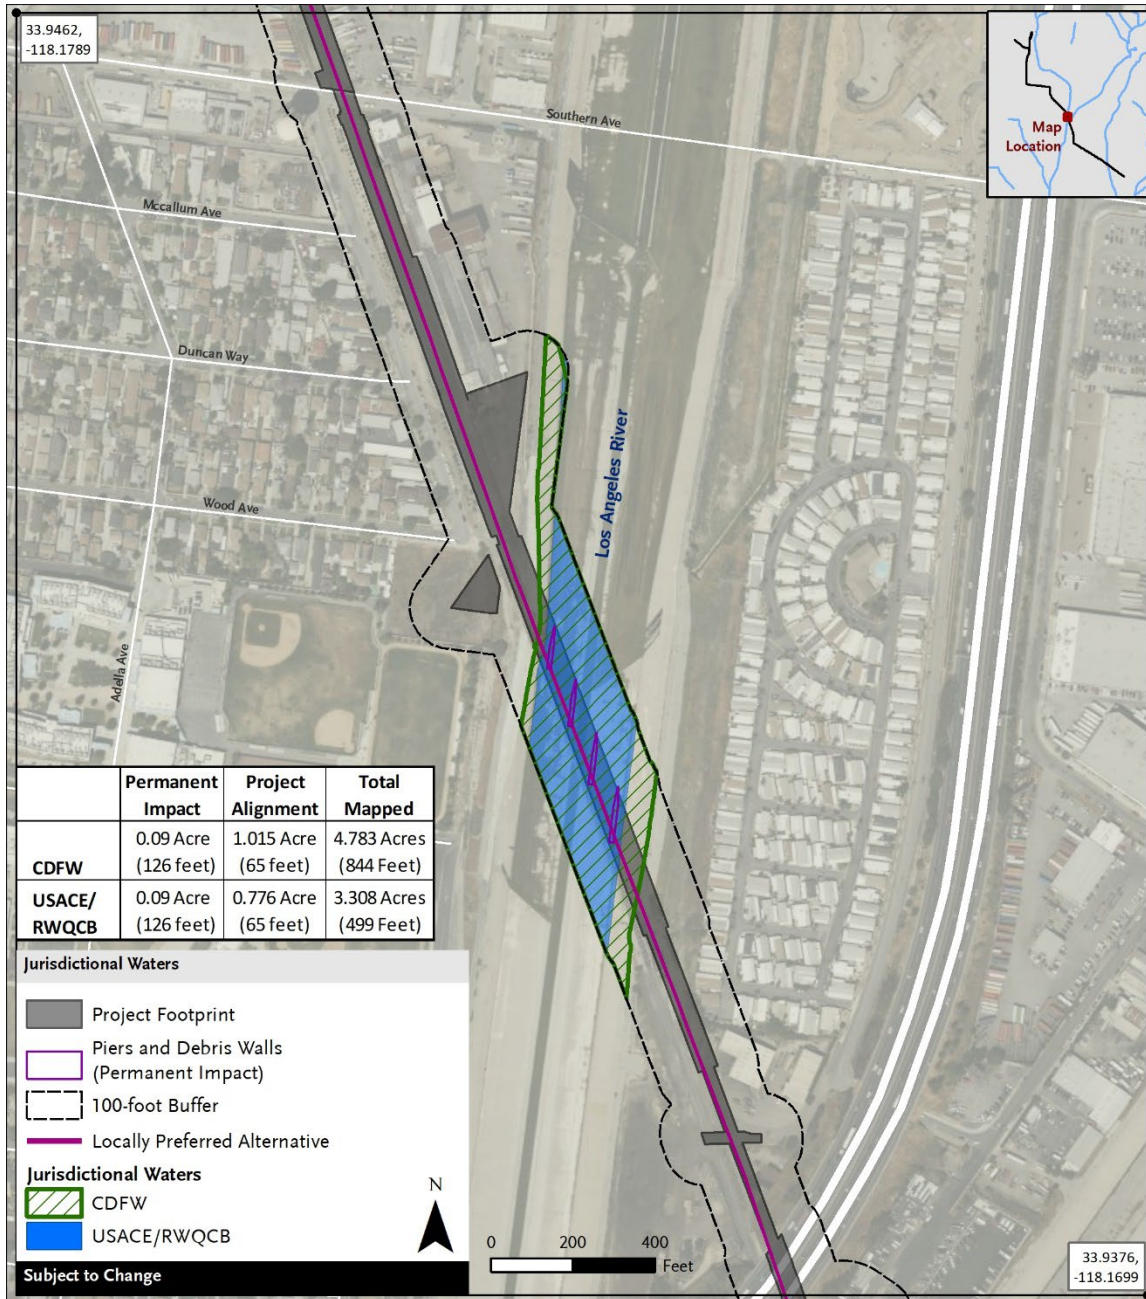 33.9462,
-118.1789
Southern Ave
Map
Location
Mccallum Ave
Duncan Way
Los Angeles River
Wood Ave
Adella Ave
Permanent Impact Project Alignment Total Mapped
CDFW 0.09 Acre (126 feet) 1.015 Acre (65 feet) 4.783 Acres (844 Feet)
USACE/ RWQCB 0.09 Acre (126 feet) 0.776 Acre (65 feet) 3.308 Acres (499 Feet)
Jurisdictional Waters
Project Footprint
Piers and Debris Walls
(Permanent Impact)
100-foot Buffer
Locally Preferred Alternative
Jurisdictional Waters
CDFW
USACE/RWQCB
N
0 200 400
Feet
Subject to Change
33.9376,
-118.1699